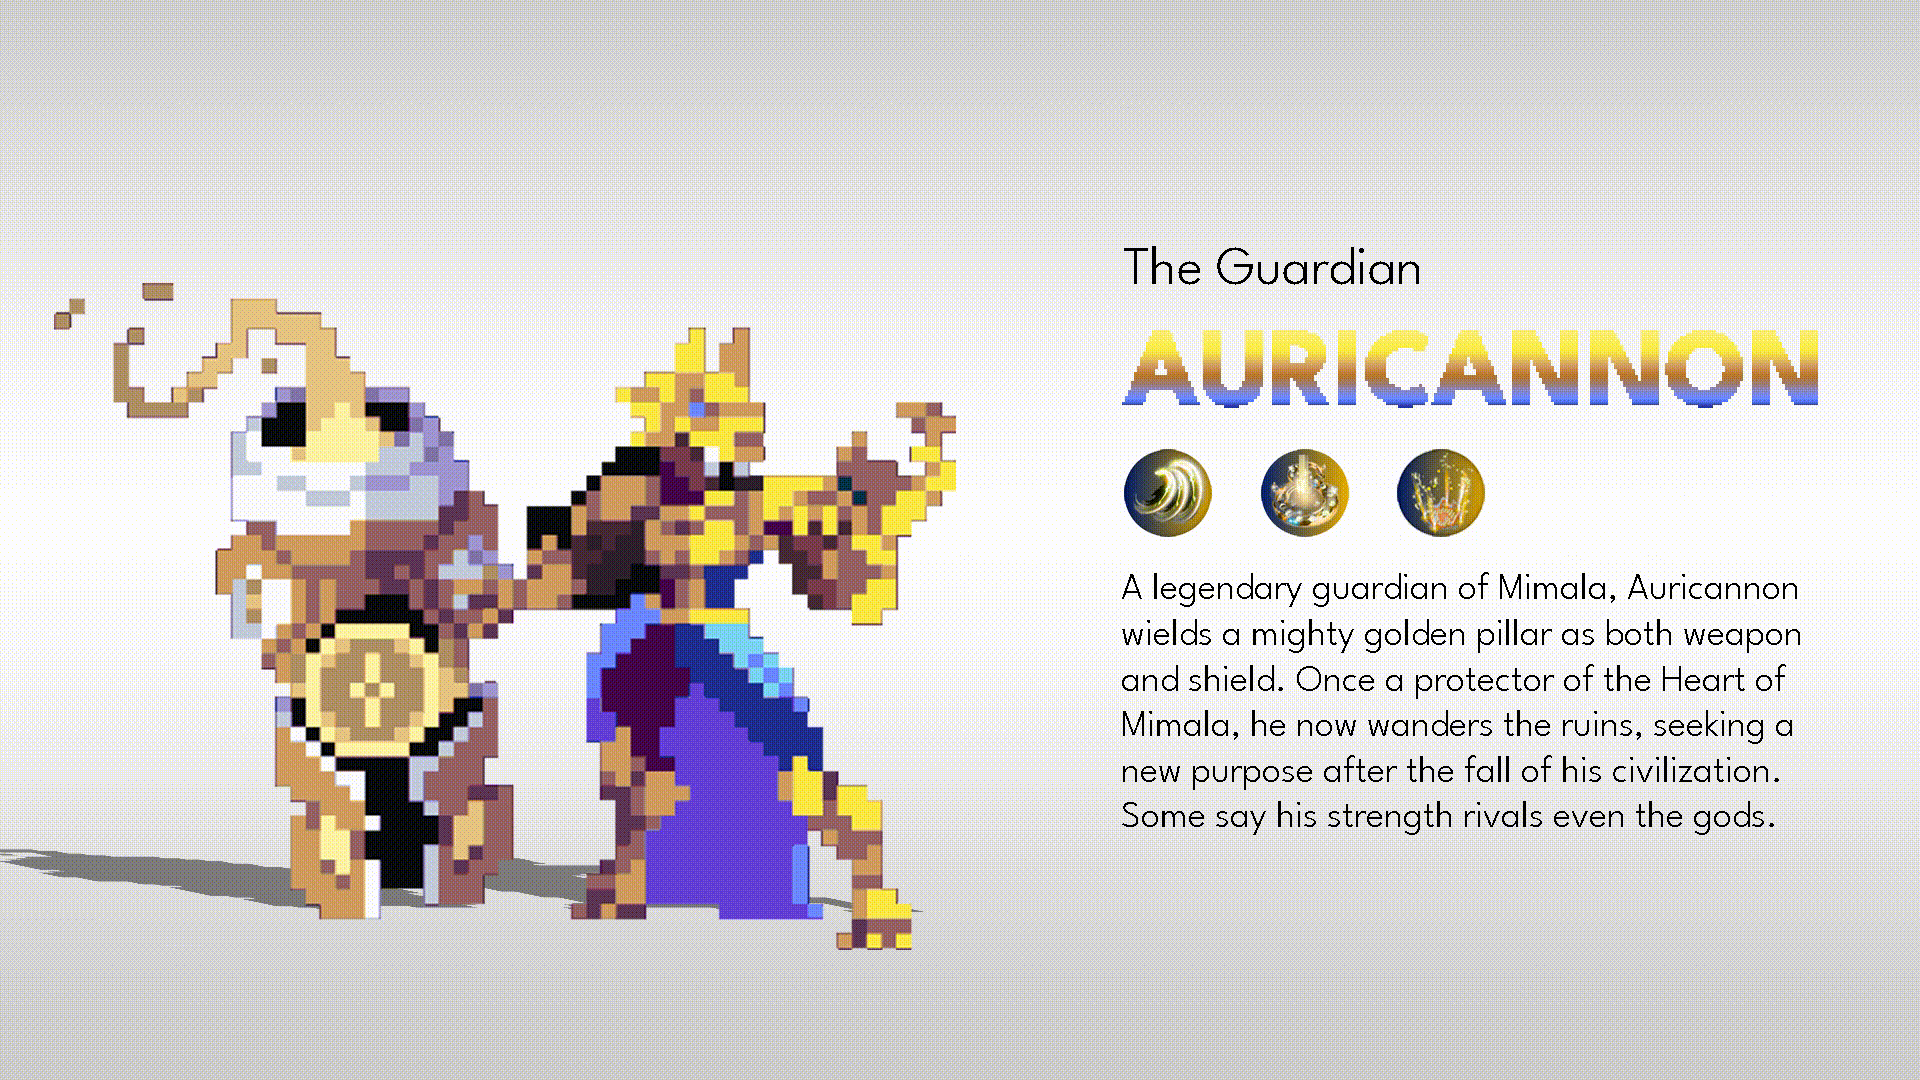 The Guardian
AURICANNON
A legendary guardian of Mimala, Auricannon
wields a mighty golden pillar as both weapon
and shield. Once a protector of the Heart of
Mimala, he now wanders the ruins, seeking a
new purpose after the fall of his civilization.
Some say his strength rivals even the gods.